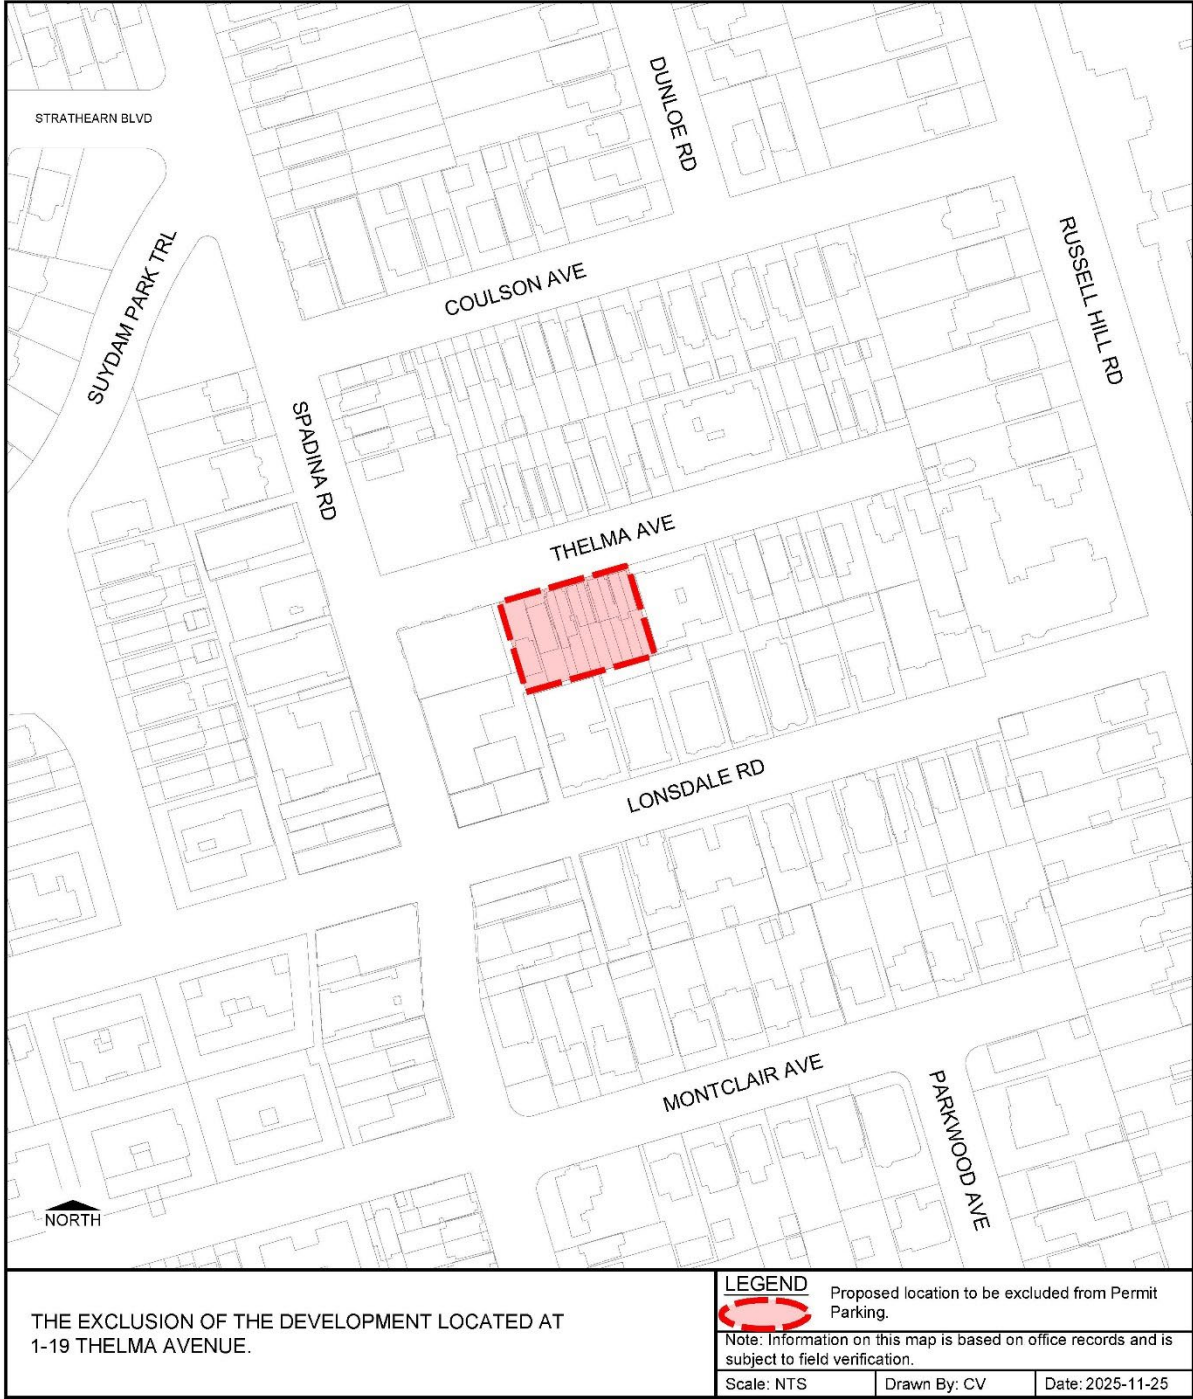 STRATHEARN BLVD
DUNLOE RD
SUYDAM PARK TRL
RUSSELL HILL RD
COULSON AVE
SPADINA RD
THELMA AVE
LONSDALE RD
MONTCLAIR AVE
PARKWOOD AVE
NORTH
THE EXCLUSION OF THE DEVELOPMENT LOCATED AT
1-19 THELMA AVENUE.
LEGEND
Proposed location to be excluded from Permit
Parking.
Note: Information on this map is based on office records and is
subject to field verification.
Scale: NTS
Drawn By: CV
Date: 2025-11-25